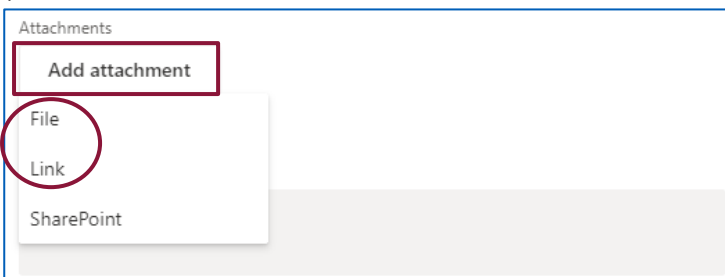 Attachments
Add attachment
File
Link
SharePoint